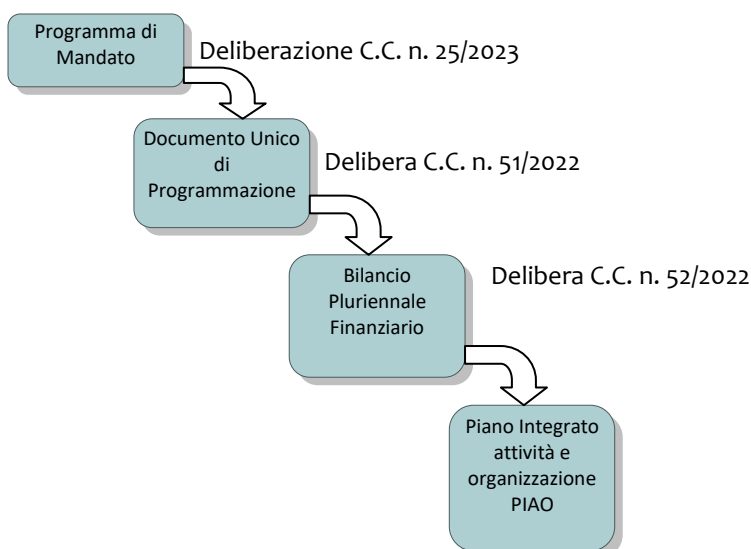 Programma di
Mandato
Deliberazione C.C. n. 25/2023
Documento Unico
di
Programmazione
Delibera C.C. n. 51/2022
Bilancio
Pluriennale
Finanziario
Delibera C.C. n. 52/2022
Piano Integrato
attività e
organizzazione
PIAO